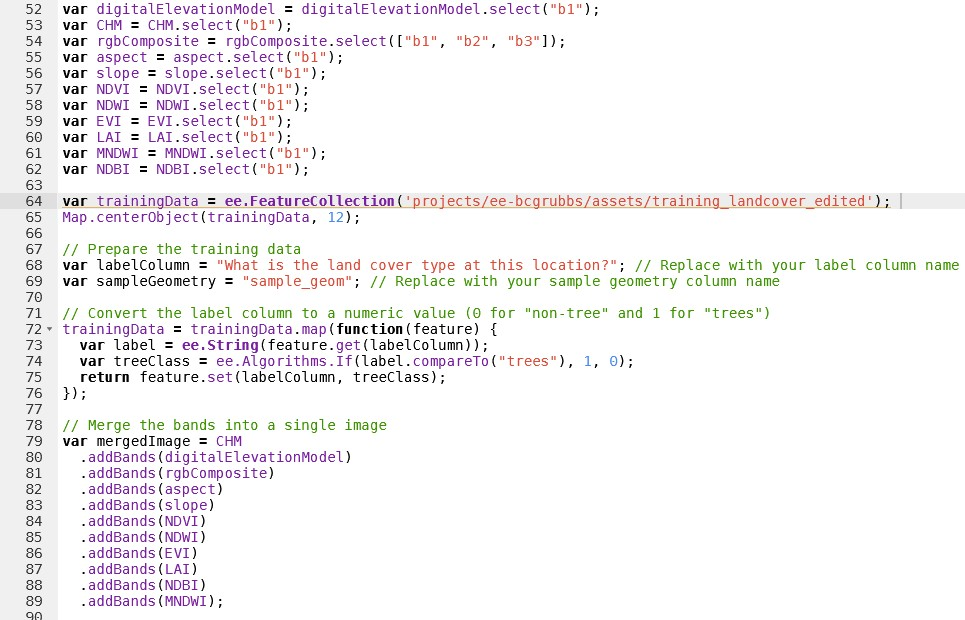 52 var digitalElevationModel = digitalElevationModel.select("b1");
53 var CHM = CHM.select("b1");
54 var rgbComposite = rgbComposite.select(["b1", "b2", "b3"]);
55 var aspect = aspect.select("b1");
56 var slope = slope.select("b1");
57 var NDVI = NDVI.select("b1");
58 var NDWI = NDWI.select("b1");
59 var EVI = EVI.select("b1");
60 var LAI = LAI.select("b1");
61 var MNDWI = MNDWI.select("b1");
62 var NDBI = NDBI.select("b1");
63
64 var trainingData = ee.FeatureCollection('projects/ee-bcgrubbs/assets/training_landcover_edited');
65 Map.centerObject(trainingData, 12);
66
67 // Prepare the training data
68 var labelColumn = "What is the land cover type at this location?"; // Replace with your label column name
69 var sampleGeometry = "sample_geom"; // Replace with your sample geometry column name
70
71 // Convert the label column to a numeric value (0 for "non-tree" and 1 for "trees")
72 trainingData = trainingData.map(function(feature) {
73   var label = ee.String(feature.get(labelColumn));
74   var treeClass = ee.Algorithms.If(label.compareTo("trees"), 1, 0);
75   return feature.set(labelColumn, treeClass);
76 });
77
78 // Merge the bands into a single image
79 var mergedImage = CHM
80   .addBands(digitalElevationModel)
81   .addBands(rgbComposite)
82   .addBands(aspect)
83   .addBands(slope)
84   .addBands(NDVI)
85   .addBands(NDWI)
86   .addBands(EVI)
87   .addBands(LAI)
88   .addBands(NDBI)
89   .addBands(MNDWI);
90